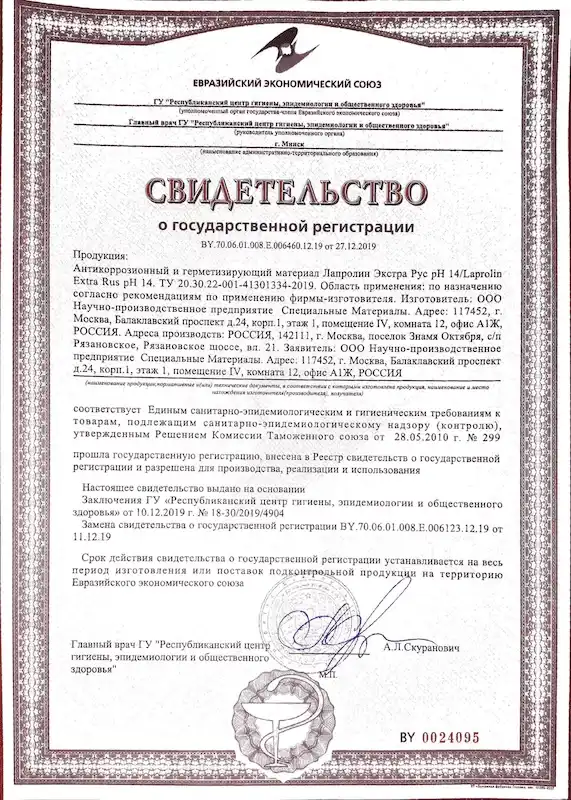 ЕВРАЗИЙСКИЙ ЭКОНОМИЧЕСКИЙ СОЮЗ
ГУ "Республиканский центр гигиены, эпидемиологии и общественного здоровья"
(уполномоченный орган государства-члена Евразийского экономического союза)
Главный врач ГУ "Республиканский центр гигиены, эпидемиологии и общественного здоровья"
(руководитель уполномоченного органа)
г. Минск
(наименование административно-территориального образования)
СВИДЕТЕЛЬСТВО
о государственной регистрации
BY.70.06.01.008.E.006460.12.19 от 27.12.2019
Продукция:
Антикоррозионный и герметизирующий материал Лапролин Экстра Рус pH 14/Laprolin
Extra Rus pH 14. ТУ 20.30.22-001-41301334-2019. Область применения: по назначению
согласно рекомендациям по применению фирмы-изготовителя. Изготовитель: ООО
Научно-производственное предприятие Специальные Материалы. Адрес: 117452, г.
Москва, Балаклавский проспект д.24, корп.1, этаж 1, помещение IV, комната 12, офис А1Ж,
РОССИЯ. Адреса производств: РОССИЯ, 142111, г. Москва, поселок Знамя Октября, с/п
Рязановское, Рязановское шоссе, вл. 21. Заявитель: ООО Научно-производственное
предприятие Специальные Материалы. Адрес: 117452, г. Москва, Балаклавский проспект
д.24, корп.1, этаж 1, помещение IV, комната 12, офис А1Ж, РОССИЯ
(наименование продукции, нормативные и(или) технические документы, в соответствии с которыми изготовлена продукция, наименование и место
нахождения изготовителя(производителя), получателя)
соответствует Единым санитарно-эпидемиологическим и гигиеническим требованиям к
товарам, подлежащим санитарно-эпидемиологическому надзору (контролю),
утвержденным Решением Комиссии Таможенного союза от 28.05.2010 г. № 299
прошла государственную регистрацию, внесена в Реестр свидетельств о государственной
регистрации и разрешена для производства, реализации и использования
Настоящее свидетельство выдано на основании
Заключения ГУ «Республиканский центр гигиены, эпидемиологии и общественного
здоровья» от 10.12.2019 г. № 18-30/2019/4904
Замена свидетельства о государственной регистрации BY.70.06.01.008.E.006123.12.19 от
11.12.19
Срок действия свидетельства о государственной регистрации устанавливается на весь
период изготовления или поставок подконтрольной продукции на территорию
Евразийского экономического союза
Главный врач ГУ "Республиканский центр
гигиены, эпидемиологии и общественного
здоровья"
А.Л.Скуранович
М.П.
BY 0024095